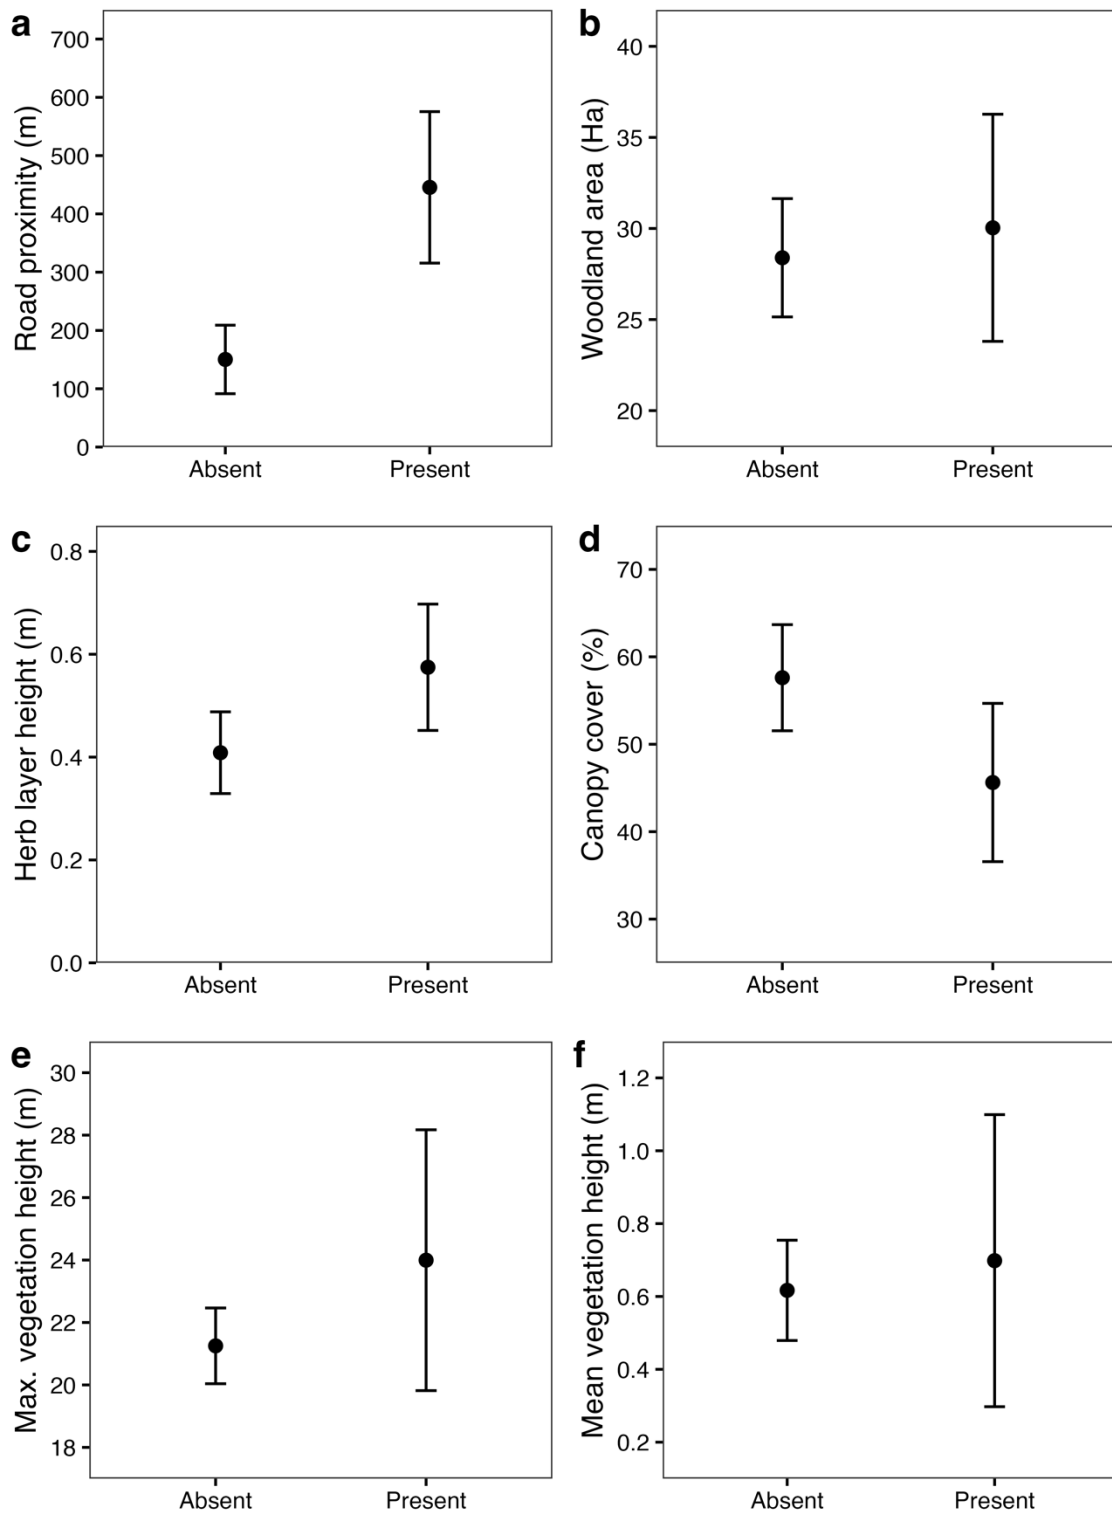 a
Road proximity (m)
700
600
500
400
300
200
100
0
Absent Present
b
Woodland area (Ha)
40
35
30
25
20
Absent Present
c
Herb layer height (m)
0.8
0.6
0.4
0.2
0.0
Absent Present
d
Canopy cover (%)
70
60
50
40
30
Absent Present
e
Max. vegetation height (m)
30
28
26
24
22
20
18
Absent Present
f
Mean vegetation height (m)
1.2
1.0
0.8
0.6
0.4
0.2
Absent Present